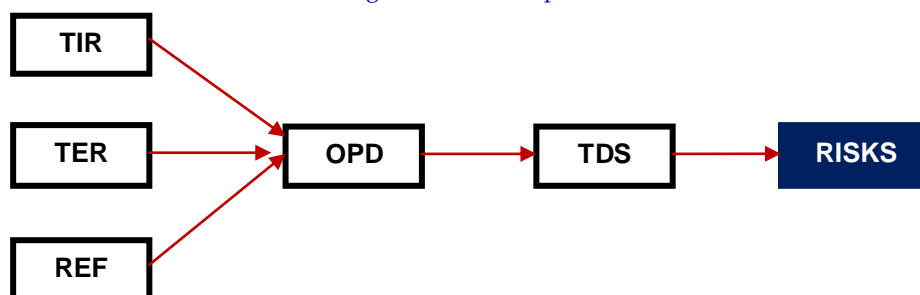 TIR
TER
OPD
TDS
RISKS
REF